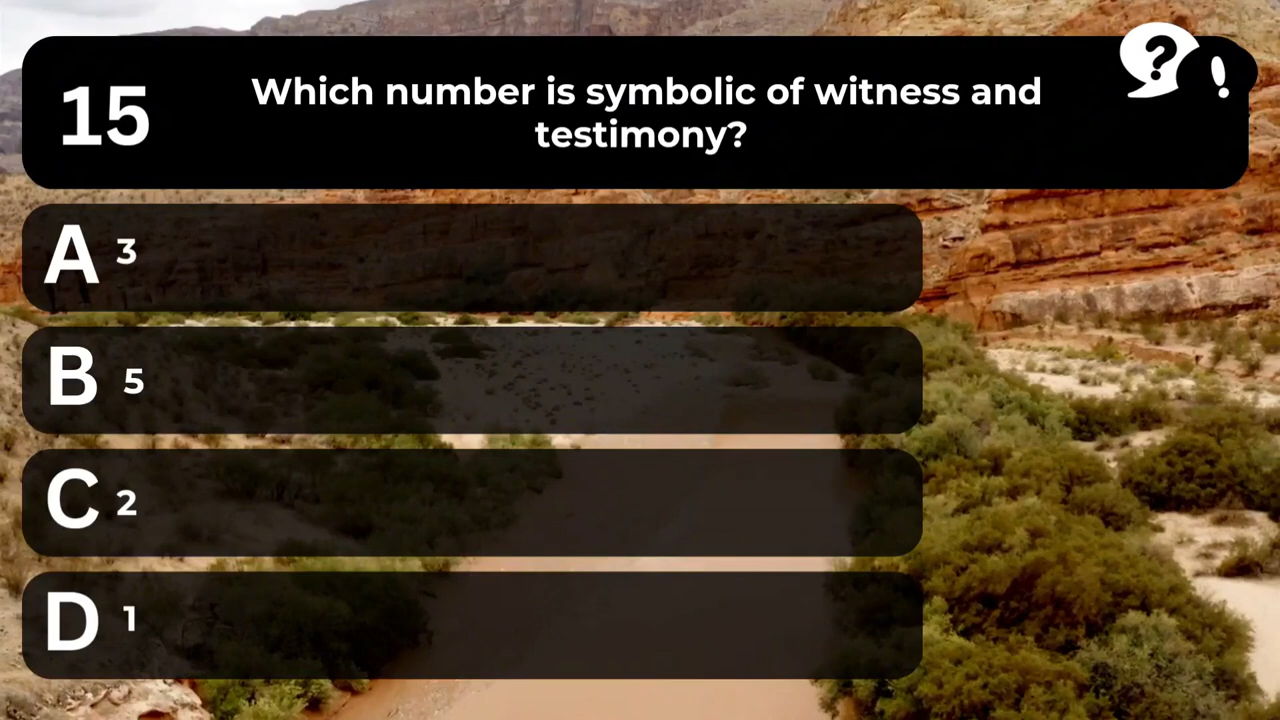 15
Which number is symbolic of witness and
testimony?
? !
A 3
B 5
C 2
D 1